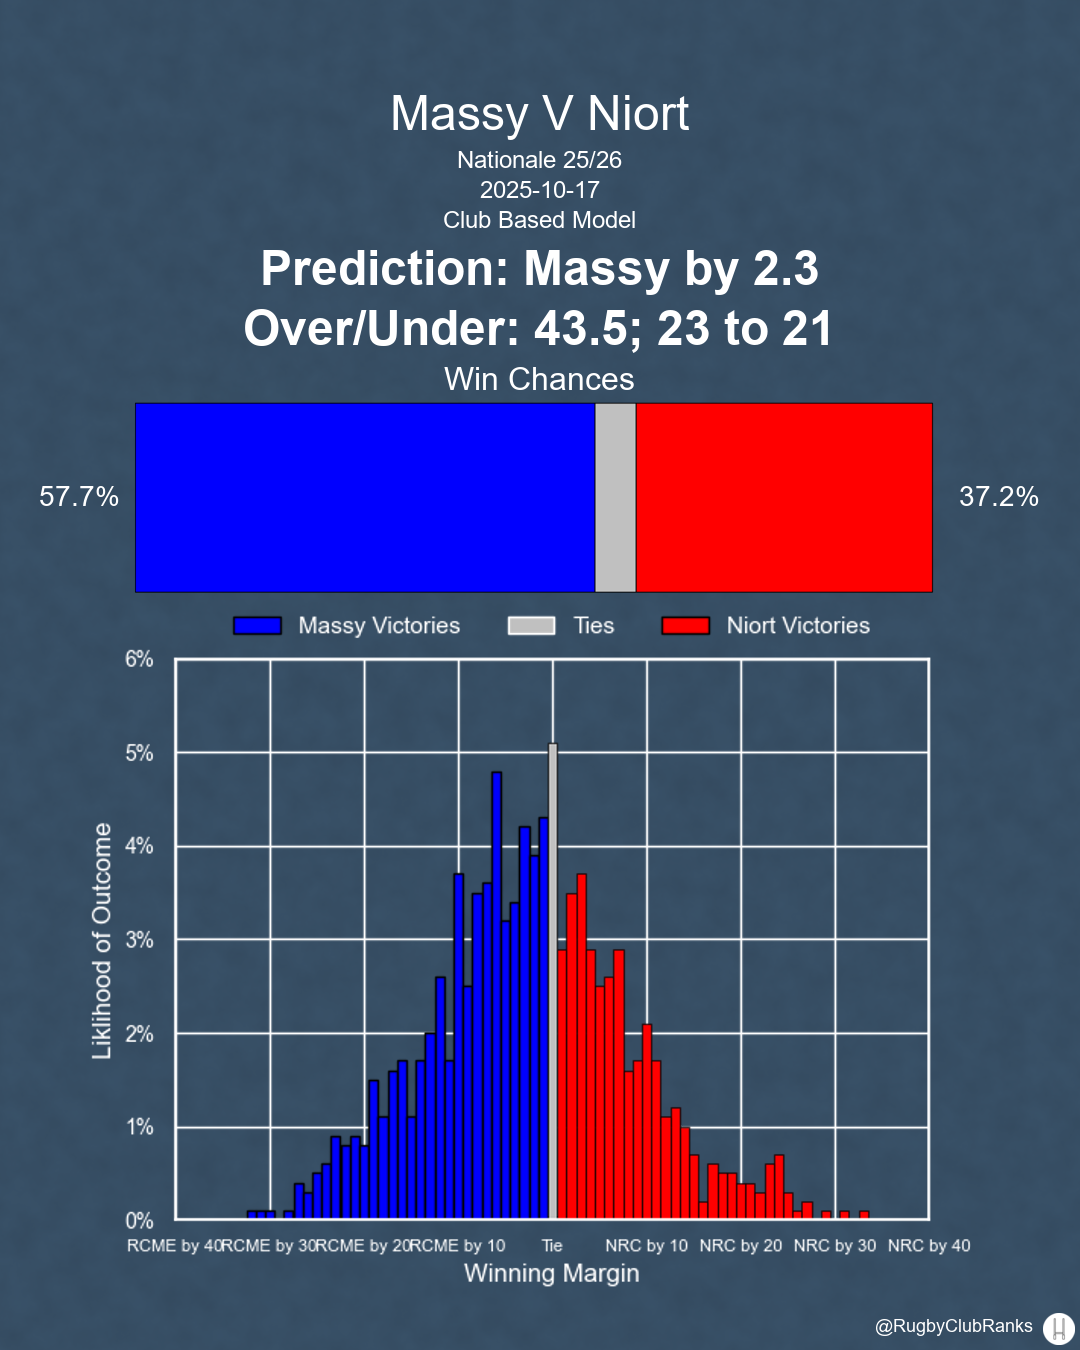 Massy V Niort
Nationale 25/26
2025-10-17
Club Based Model
Prediction: Massy by 2.3
Over/Under: 43.5; 23 to 21
Win Chances
57.7%
37.2%
Massy Victories
Ties
Niort Victories
6%
5%
4%
3%
2%
1%
0%
Liklihood of Outcome
RCME by 40
RCME by 30
RCME by 20
RCME by 10
Tie
NRC by 10
NRC by 20
NRC by 30
NRC by 40
Winning Margin
@RugbyClubRanks